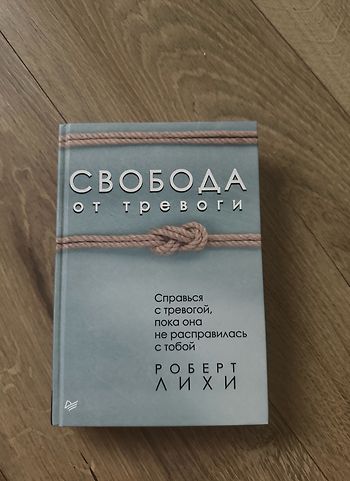 СВОБОДА
от тревоги
Справься
с тревогой,
пока она
не расправилась
с тобой
РОБЕРТ
ЛИХИ